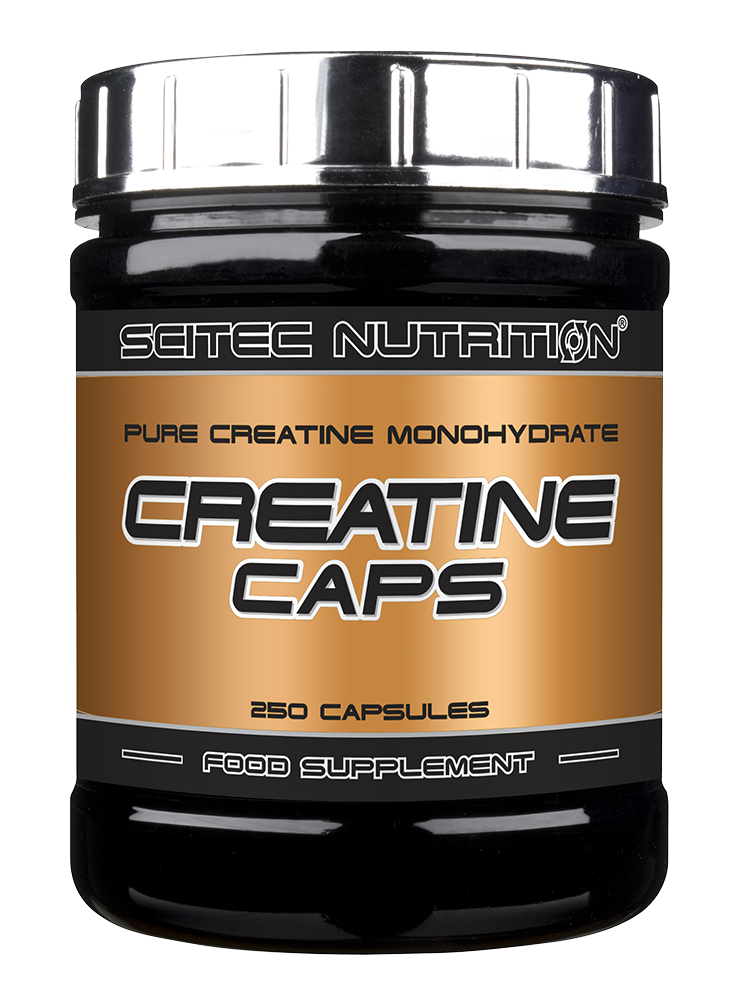 SCITEC NUTRITION®
PURE CREATINE MONOHYDRATE
CREATINE
CAPS
250 CAPSULES
FOOD SUPPLEMENT